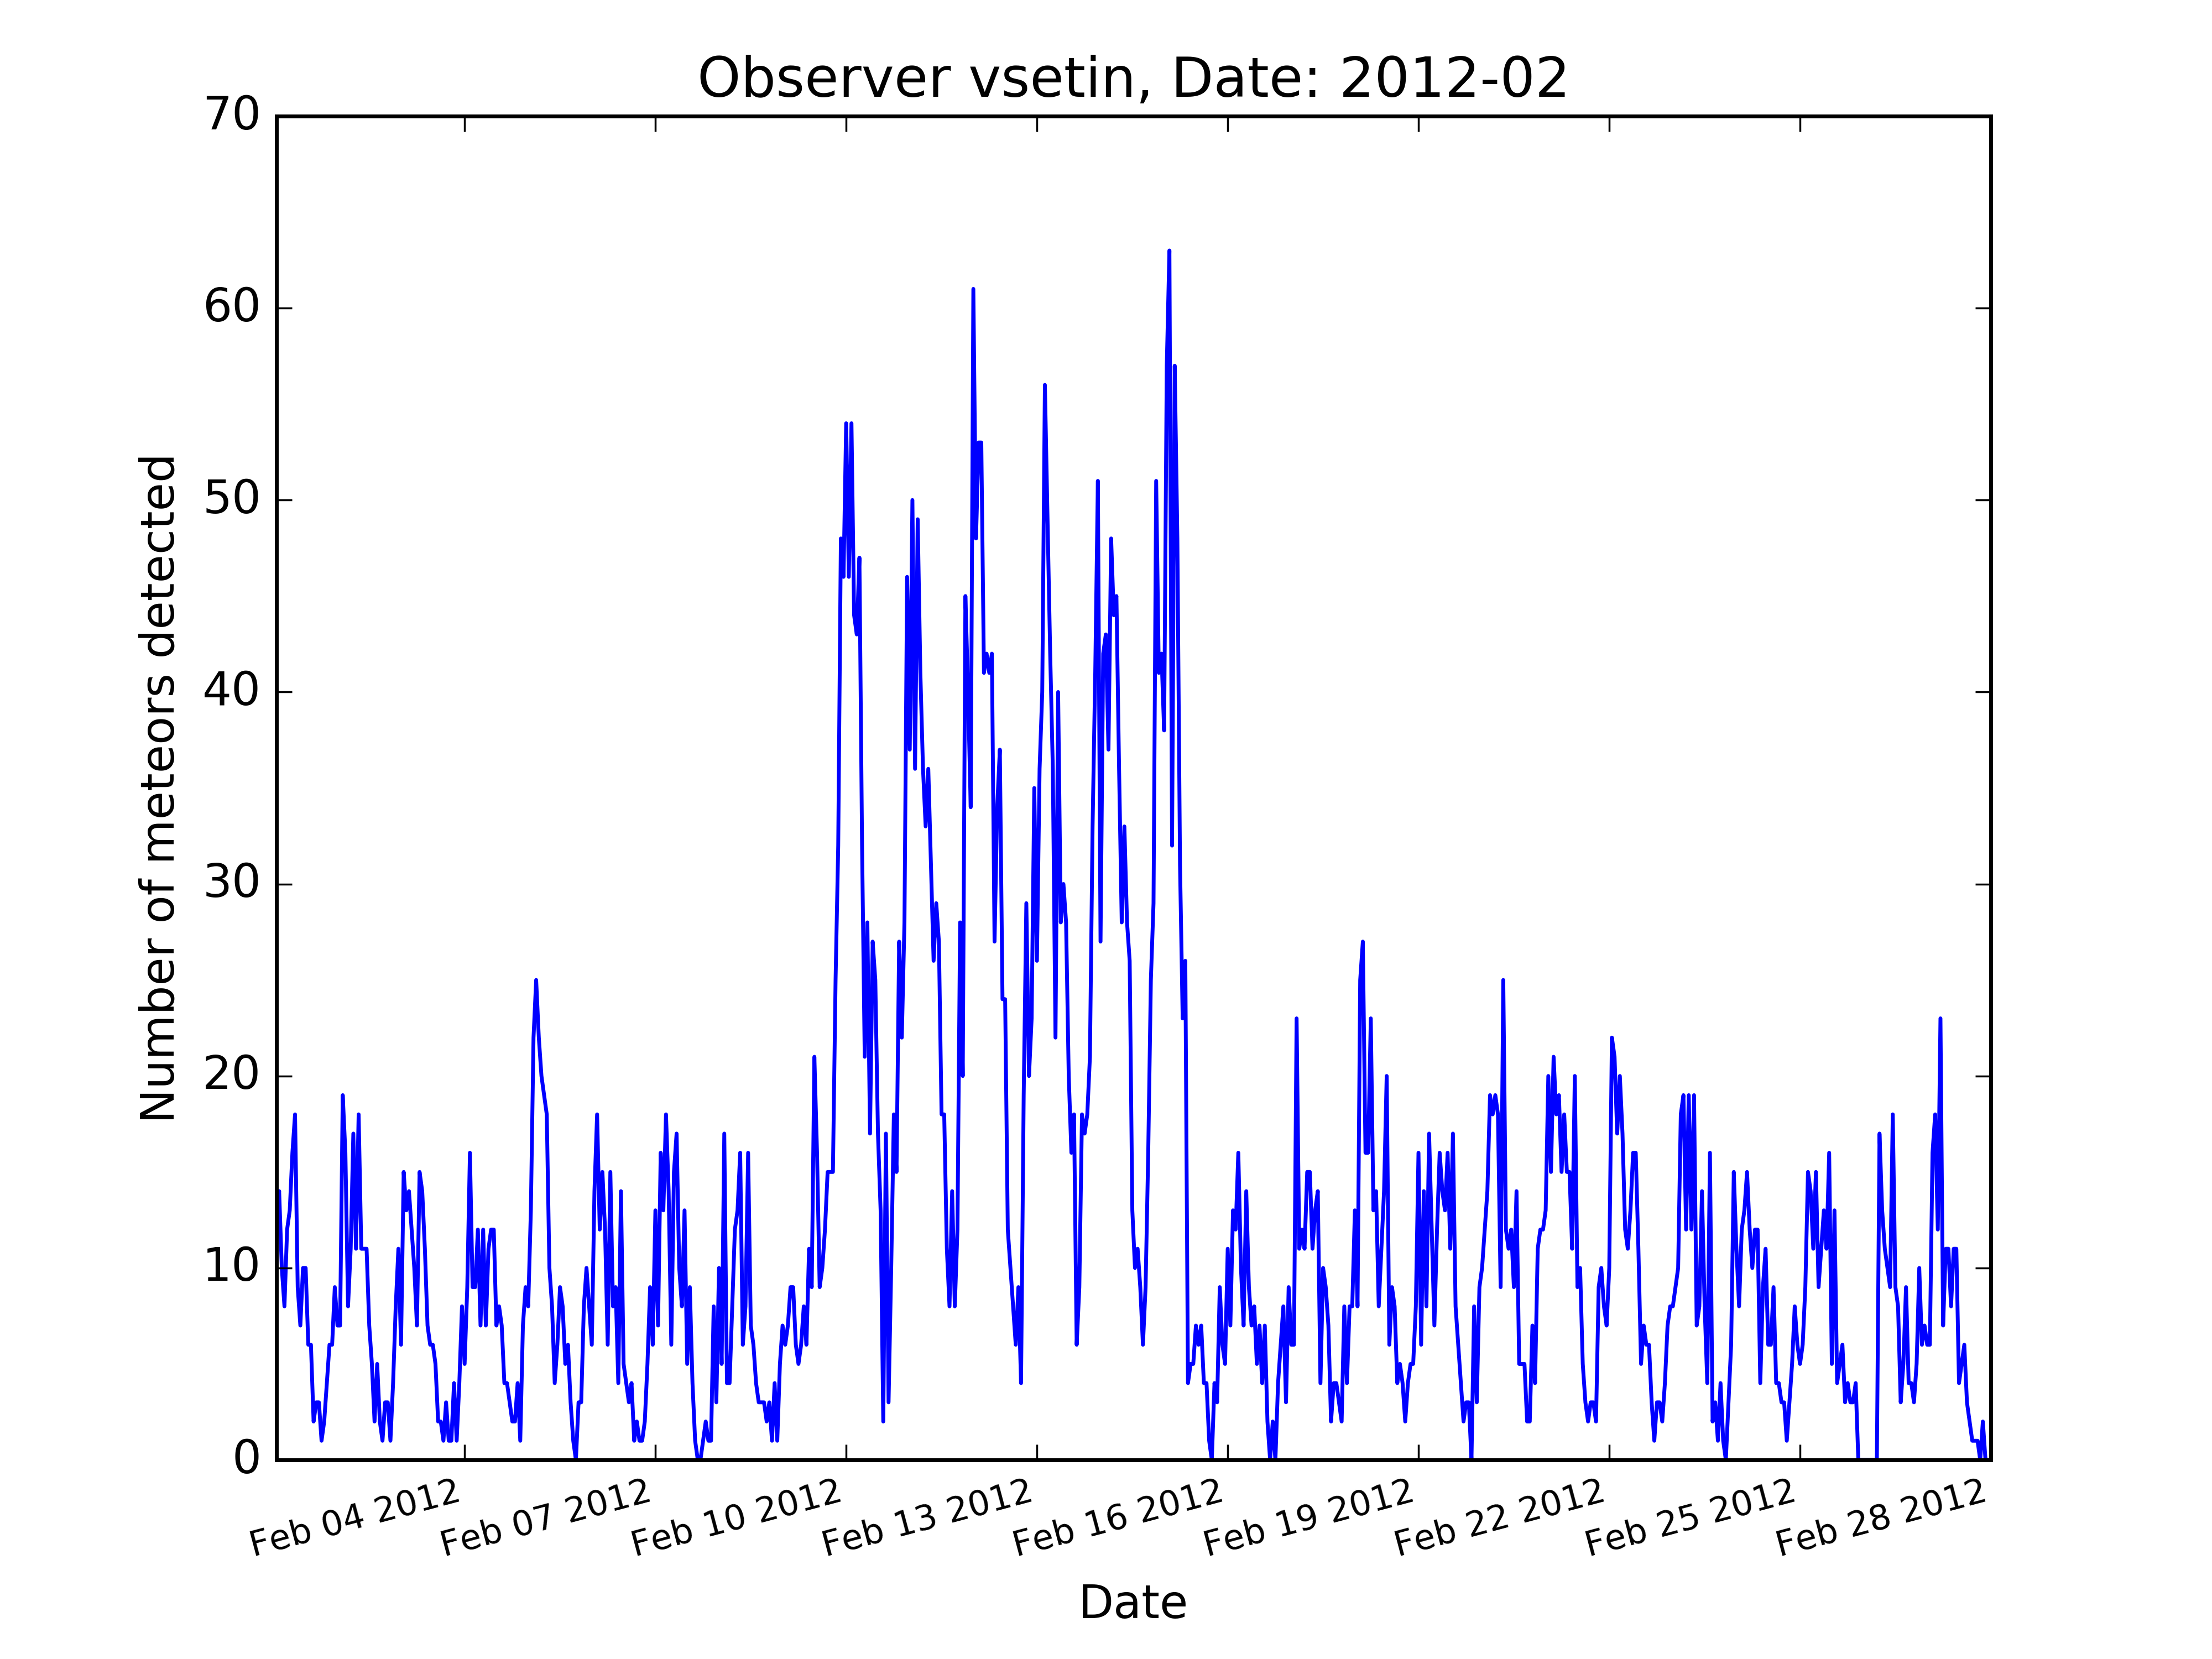 Observer vsetin, Date: 2012-02
Number of meteors detected
70
60
50
40
30
20
10
0
Feb 04 2012
Feb 07 2012
Feb 10 2012
Feb 13 2012
Feb 16 2012
Feb 19 2012
Feb 22 2012
Feb 25 2012
Feb 28 2012
Date